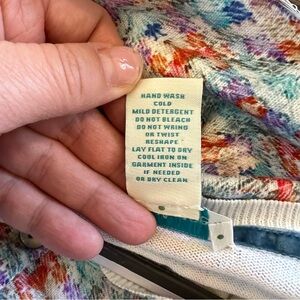 HAND WASH
COLD
MILD DETERGENT
DO NOT BLEACH
DO NOT WRING
OR TWIST
RESHAPE
LAY FLAT TO DRY
COOL IRON ON
GARMENT INSIDE
IF NEEDED
OR DRY CLEAN